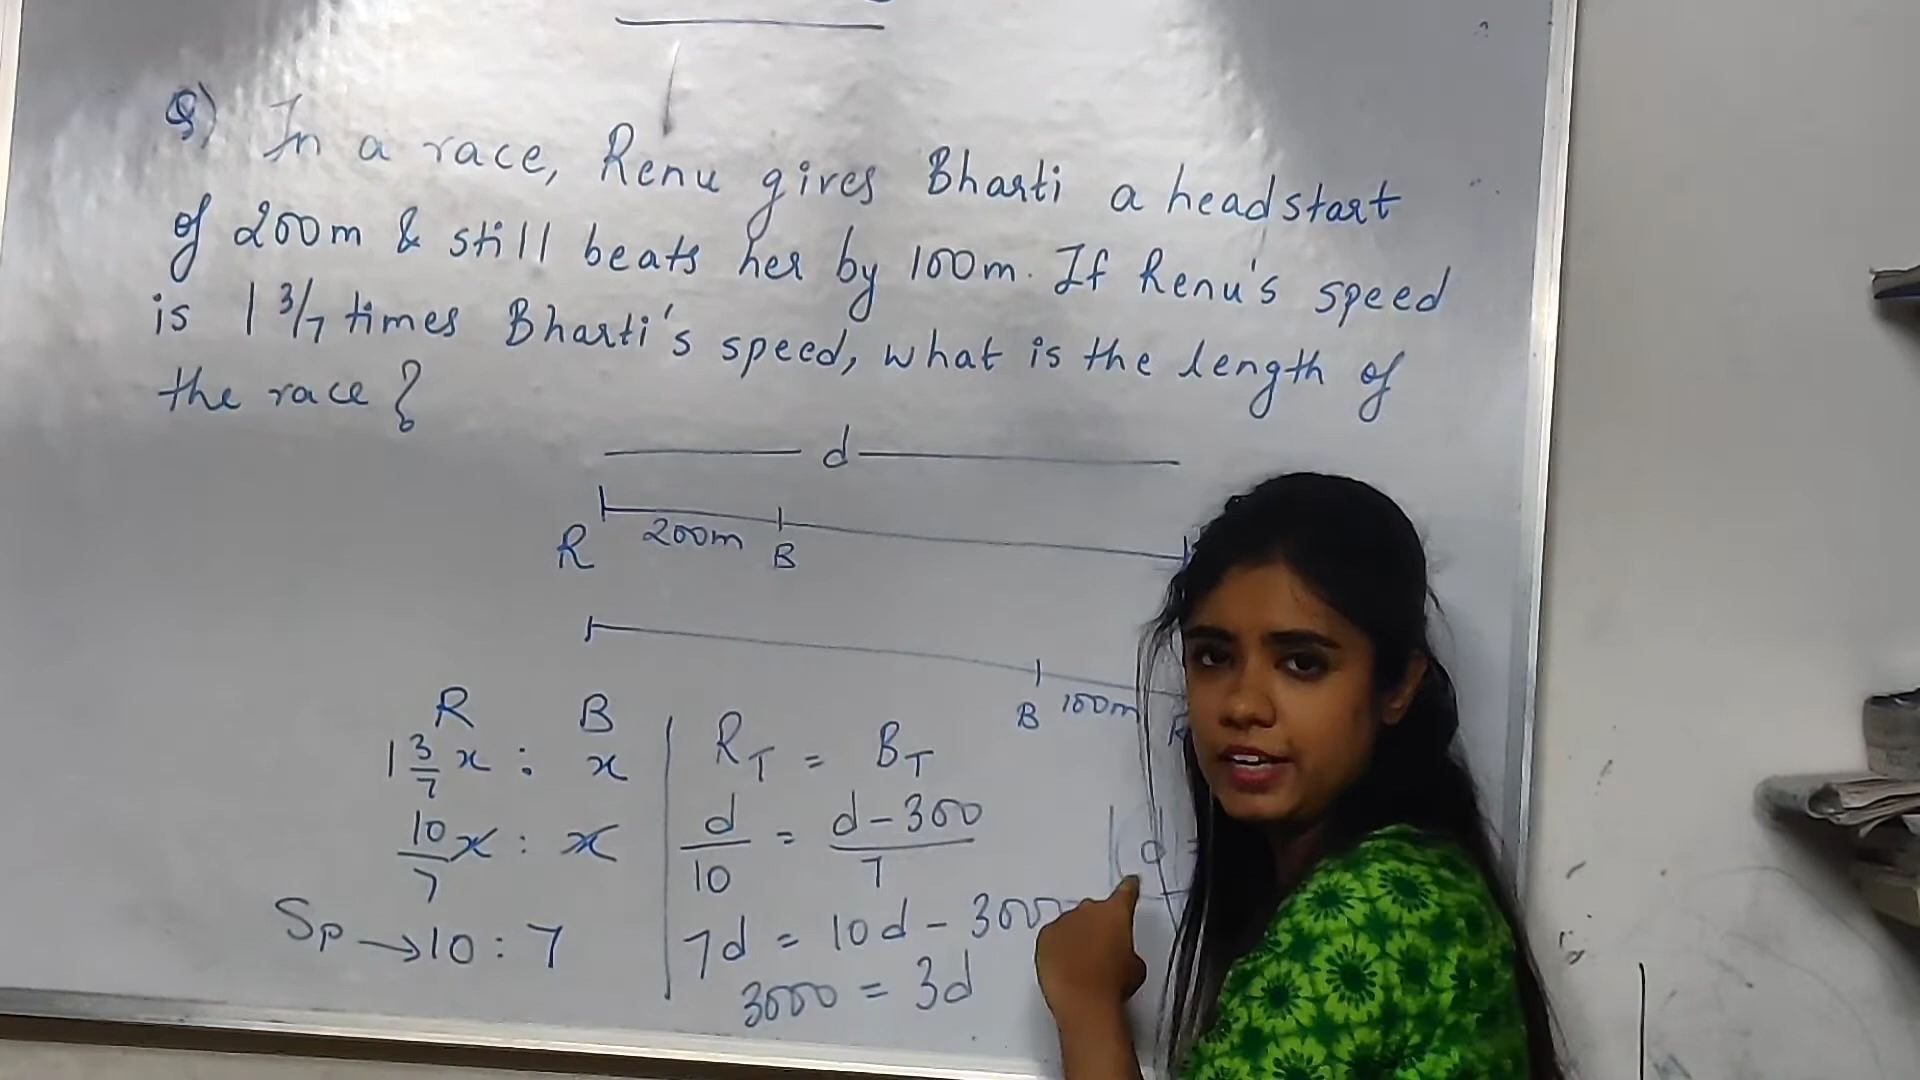 Q) In a race, Renu gives Bharti a headstart
of 200m & still beats her by 100m. If Renu's speed
is 1 3/7 times Bharti's speed, what is the length of
the race?
d
R 200m B
B 100m R
R B
1 3/7 x : x
10/7 x : x
Sp → 10 : 7
R_T = B_T
d/10 = d-300/7
7d = 10d - 3000
3000 = 3d
d =